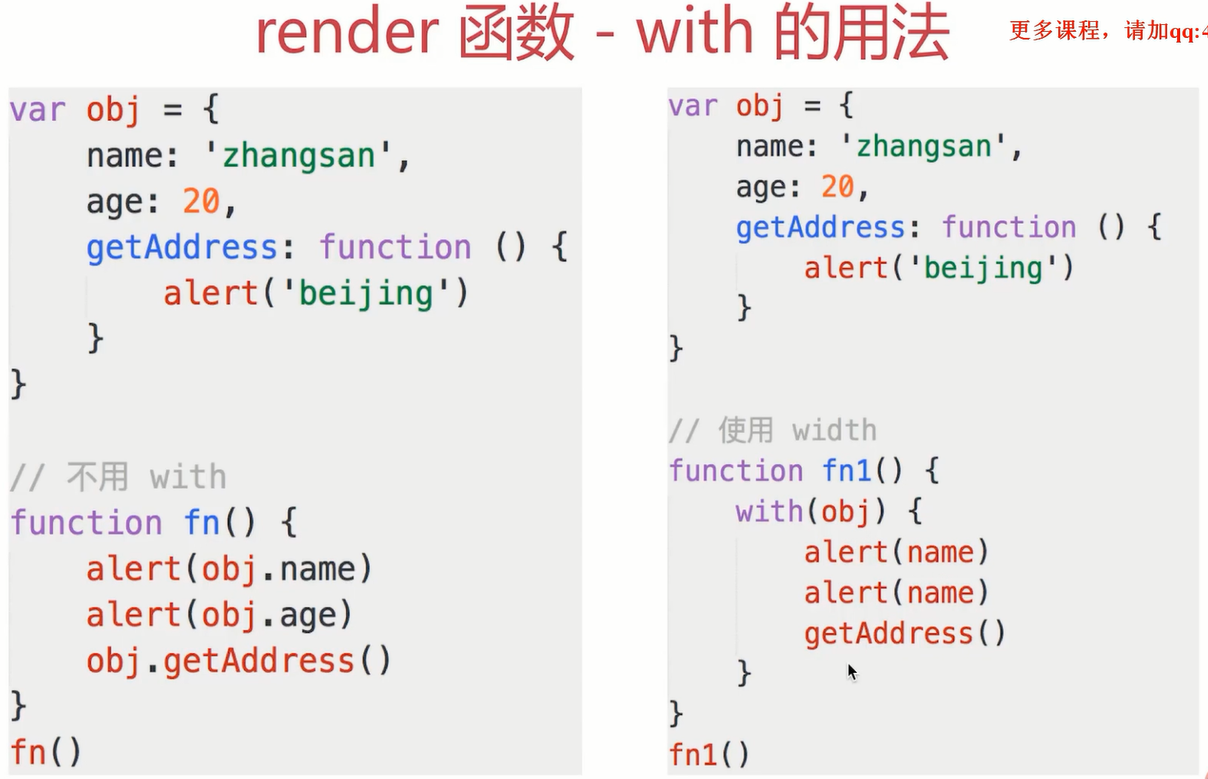 render 函数 - with 的用法
更多课程，请加qq:4
var obj = {
    name: 'zhangsan',
    age: 20,
    getAddress: function () {
        alert('beijing')
    }
}
// 不用 with
function fn() {
    alert(obj.name)
    alert(obj.age)
    obj.getAddress()
}
fn()
var obj = {
    name: 'zhangsan',
    age: 20,
    getAddress: function () {
        alert('beijing')
    }
}
// 使用 width
function fn1() {
    with(obj) {
        alert(name)
        alert(name)
        getAddress()
    }
}
fn1()